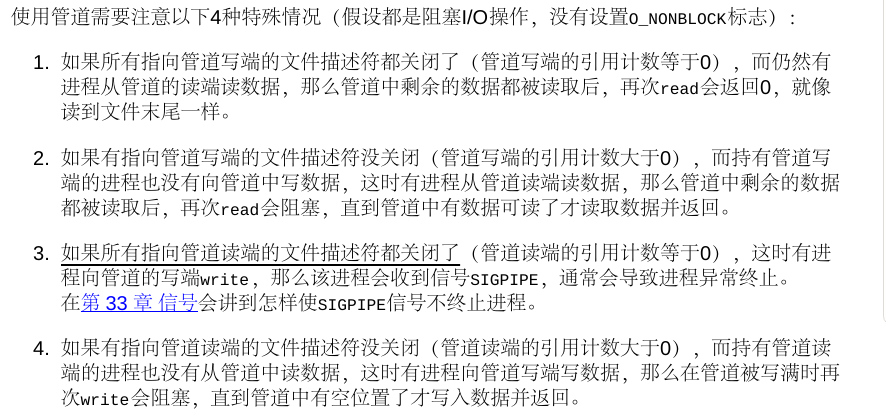 使用管道需要注意以下4种特殊情况（假设都是阻塞I/O操作，没有设置O_NONBLOCK标志）：
1. 如果所有指向管道写端的文件描述符都关闭了（管道写端的引用计数等于0），而仍然有
进程从管道的读端读数据，那么管道中剩余的数据都被读取后，再次read会返回0，就像
读到文件末尾一样。
2. 如果有指向管道写端的文件描述符没关闭（管道写端的引用计数大于0），而持有管道写
端的进程也没有向管道中写数据，这时有进程从管道读端读数据，那么管道中剩余的数据
都被读取后，再次read会阻塞，直到管道中有数据可读了才读取数据并返回。
3. 如果所有指向管道读端的文件描述符都关闭了（管道读端的引用计数等于0），这时有进
程向管道的写端write，那么该进程会收到信号SIGPIPE，通常会导致进程异常终止。
在第 33 章 信号会讲到怎样使SIGPIPE信号不终止进程。
4. 如果有指向管道读端的文件描述符没关闭（管道读端的引用计数大于0），而持有管道读
端的进程也没有从管道中读数据，这时有进程向管道写端写数据，那么在管道被写满时再
次write会阻塞，直到管道中有空位置了才写入数据并返回。